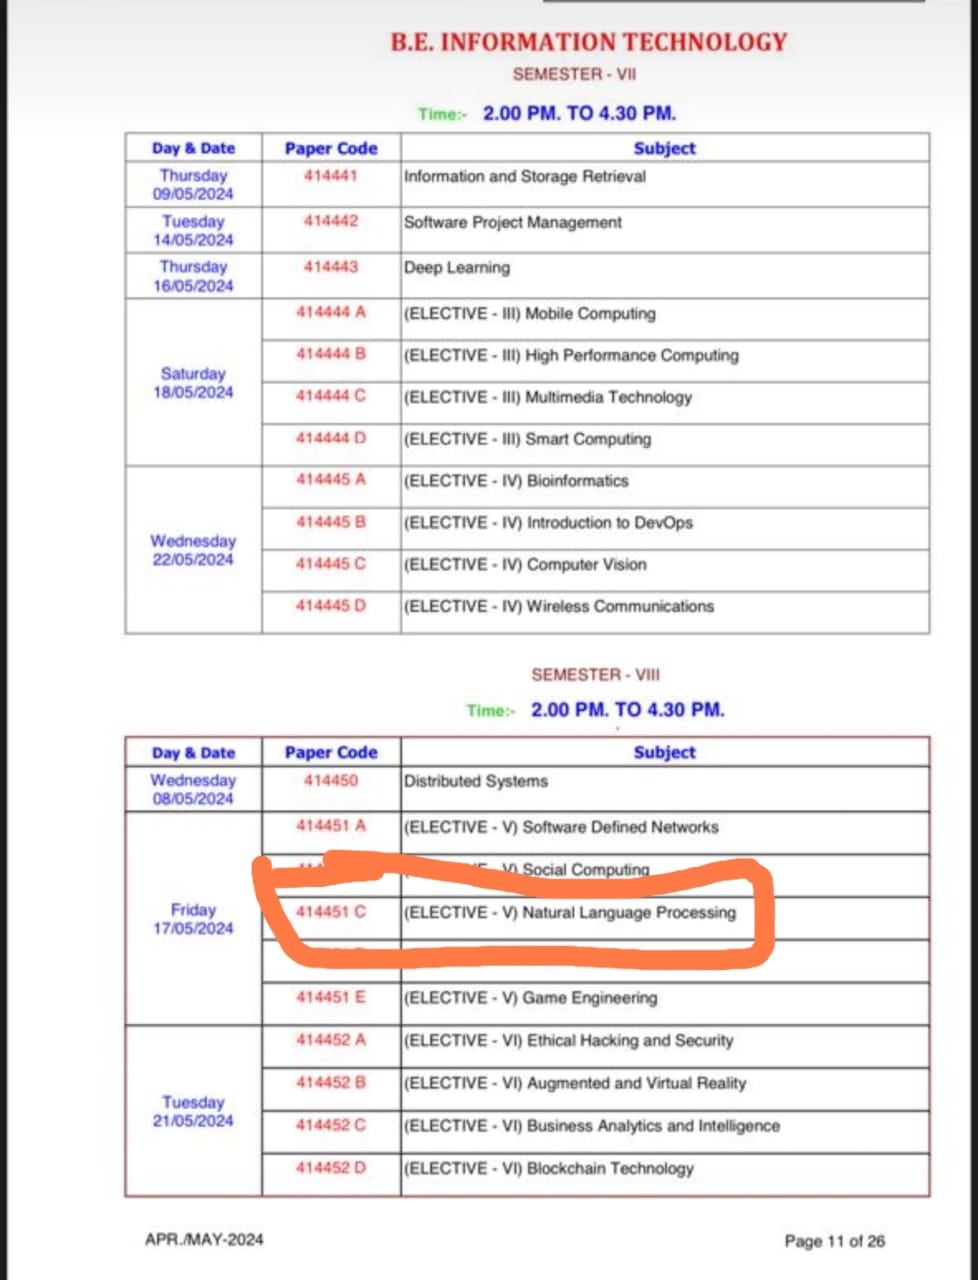 B.E. INFORMATION TECHNOLOGY
SEMESTER - VII
Time:- 2.00 PM. TO 4.30 PM.
Day & Date Paper Code Subject
Thursday 09/05/2024 414441 Information and Storage Retrieval
Tuesday 14/05/2024 414442 Software Project Management
Thursday 16/05/2024 414443 Deep Learning
Saturday 18/05/2024 414444 A (ELECTIVE - III) Mobile Computing
414444 B (ELECTIVE - III) High Performance Computing
414444 C (ELECTIVE - III) Multimedia Technology
414444 D (ELECTIVE - III) Smart Computing
Wednesday 22/05/2024 414445 A (ELECTIVE - IV) Bioinformatics
414445 B (ELECTIVE - IV) Introduction to DevOps
414445 C (ELECTIVE - IV) Computer Vision
414445 D (ELECTIVE - IV) Wireless Communications
SEMESTER - VIII
Time:- 2.00 PM. TO 4.30 PM.
Day & Date Paper Code Subject
Wednesday 08/05/2024 414450 Distributed Systems
Friday 17/05/2024 414451 A (ELECTIVE - V) Software Defined Networks
V) Social Computing
414451 C (ELECTIVE - V) Natural Language Processing
414451 E (ELECTIVE - V) Game Engineering
Tuesday 21/05/2024 414452 A (ELECTIVE - VI) Ethical Hacking and Security
414452 B (ELECTIVE - VI) Augmented and Virtual Reality
414452 C (ELECTIVE - VI) Business Analytics and Intelligence
414452 D (ELECTIVE - VI) Blockchain Technology
APR./MAY-2024 Page 11 of 26